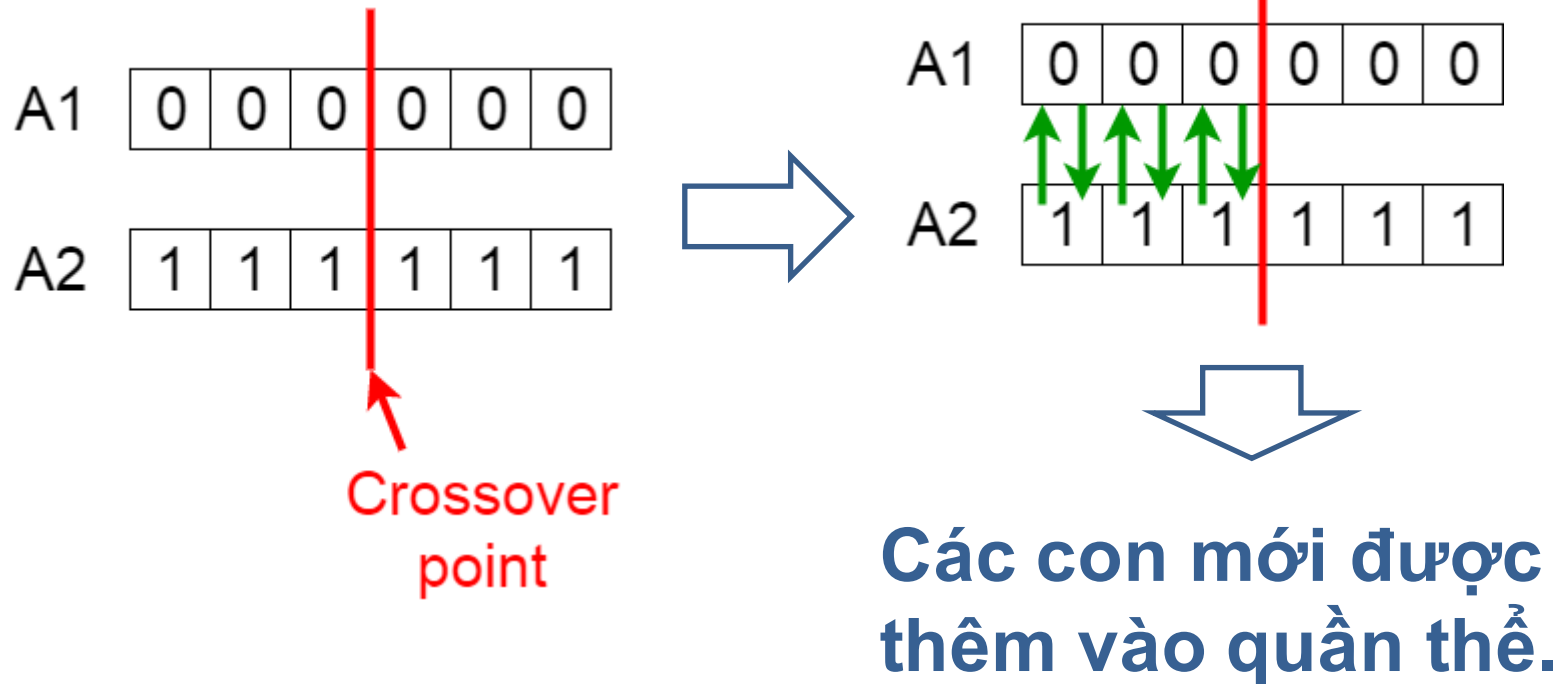 A1 0 0 0 0 0 0
A2 1 1 1 1 1 1
Crossover
point
A1 0 0 0 0 0 0
A2 1 1 1 1 1 1
Các con mới được
thêm vào quần thể.